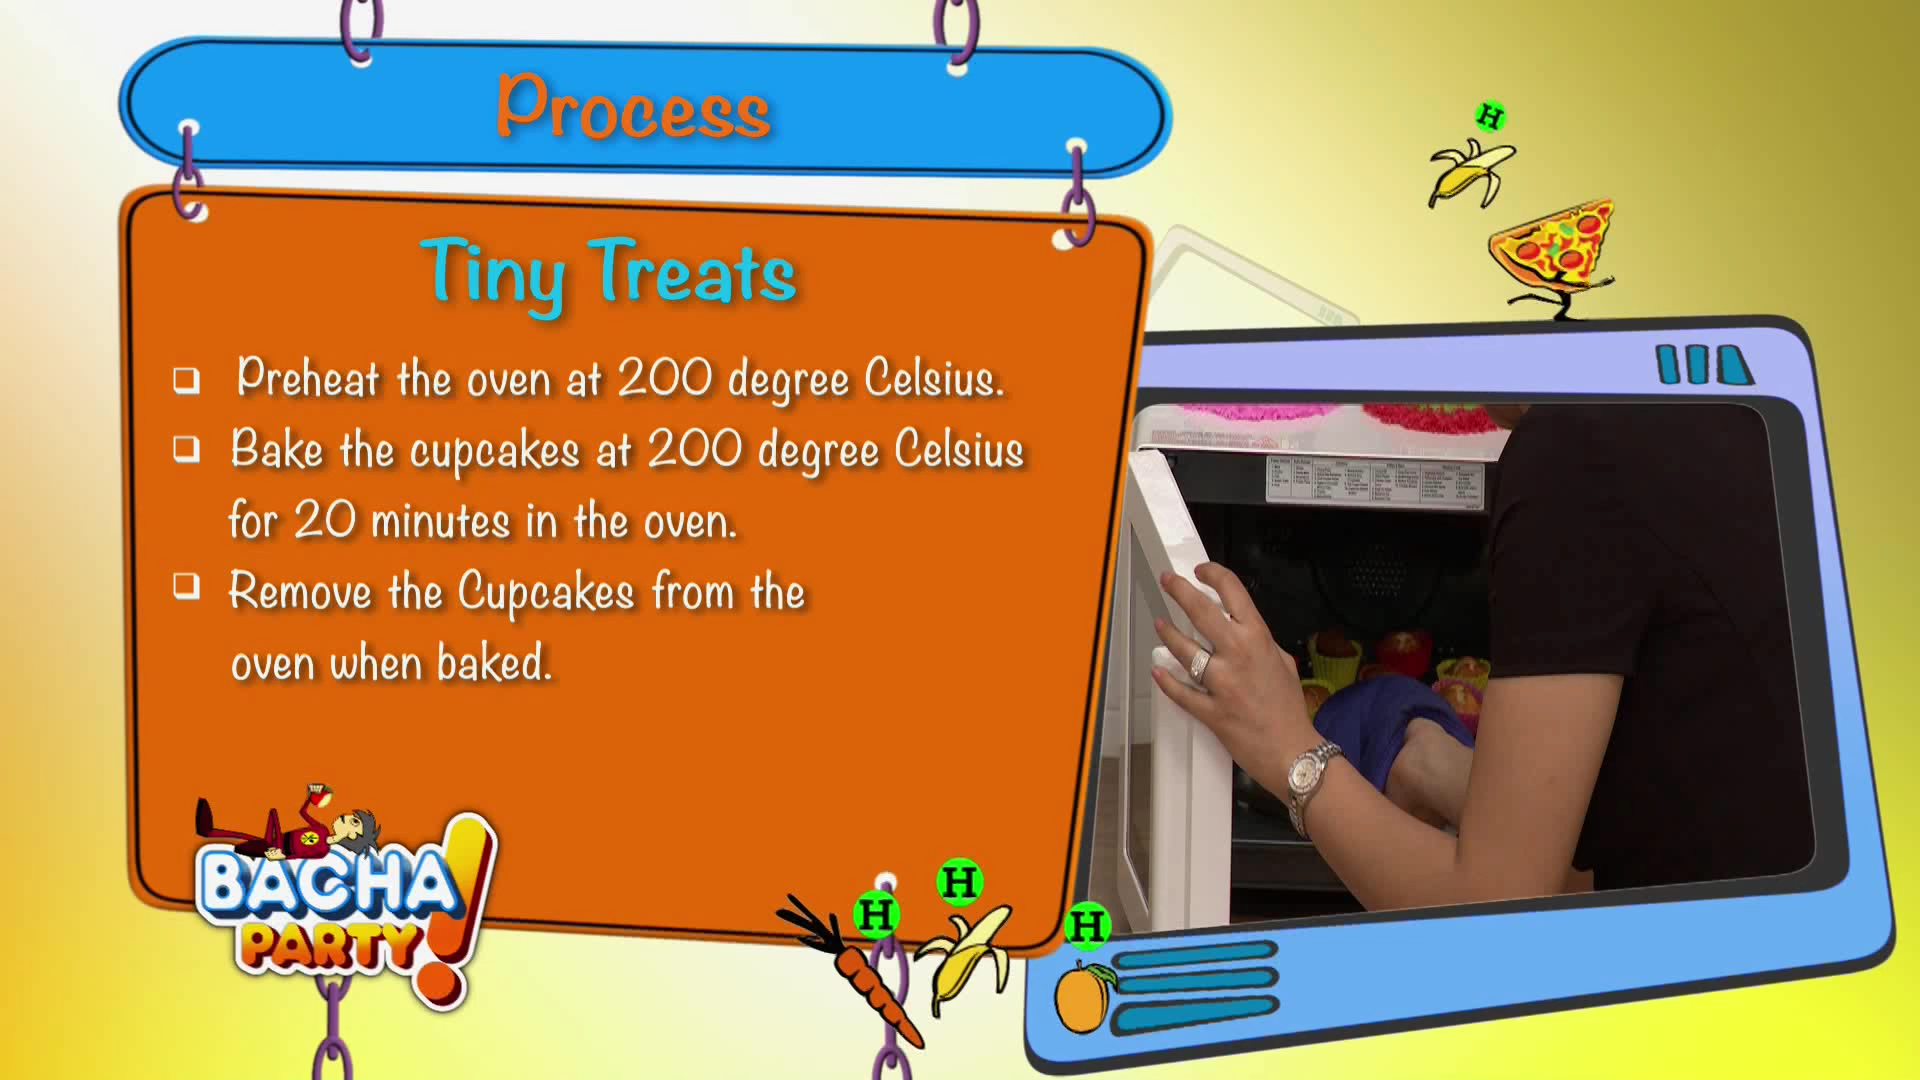 Process
Tiny Treats
Preheat the oven at 200 degree Celsius.
Bake the cupcakes at 200 degree Celsius
for 20 minutes in the oven.
Remove the Cupcakes from the
oven when baked.
BACHA
PARTY!
H
H
H
H